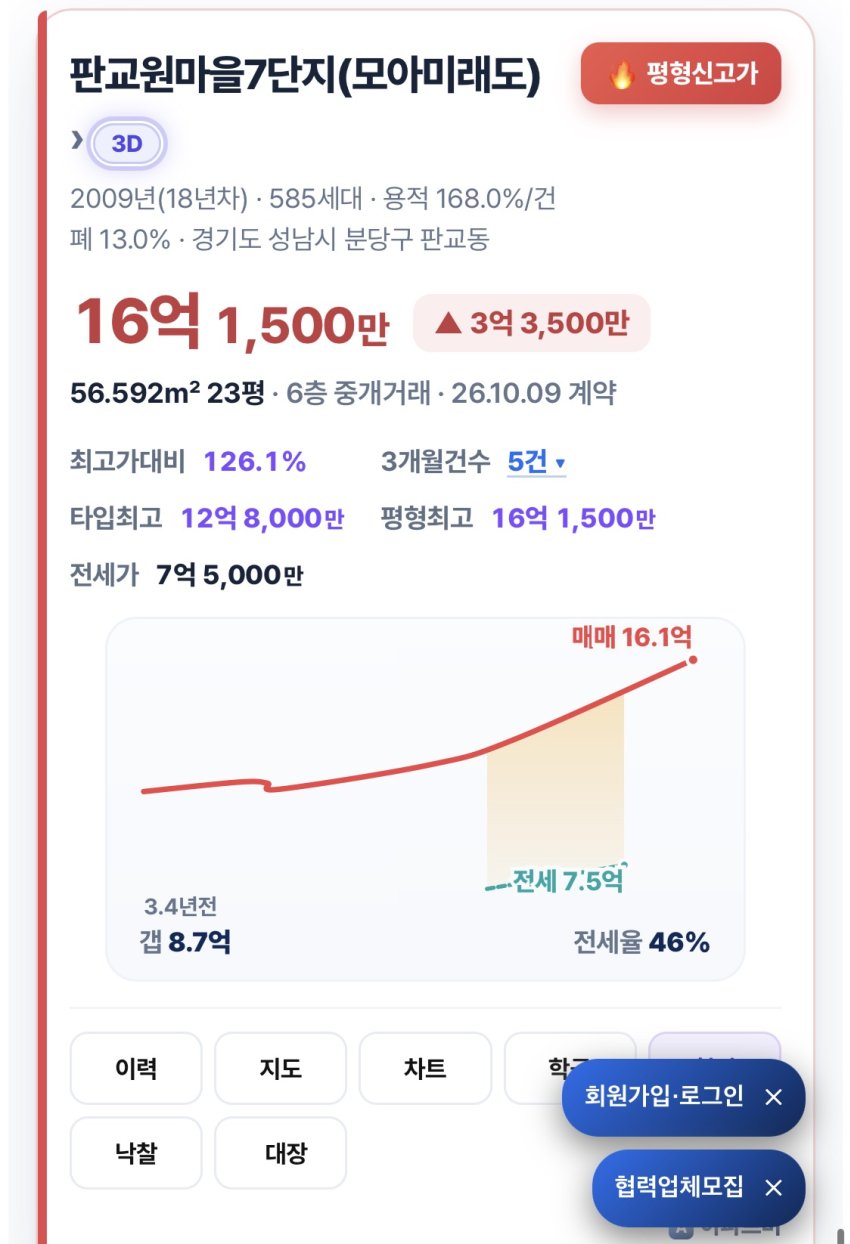 판교원마을7단지(모아미래도)
🔥 평형신고가
› 3D
2009년(18년차) · 585세대 · 용적 168.0%/건
폐 13.0% · 경기도 성남시 분당구 판교동
16억 1,500만 ▲ 3억 3,500만
56.592m² 23평 · 6층 중개거래 · 26.10.09 계약
최고가대비 126.1% 3개월건수 5건 ▾
타입최고 12억 8,000만 평형최고 16억 1,500만
전세가 7억 5,000만
매매 16.1억
전세 7.5억
3.4년전
갭 8.7억 전세율 46%
이력 지도 차트
회원가입·로그인 ×
낙찰 대장
협력업체모집 ×